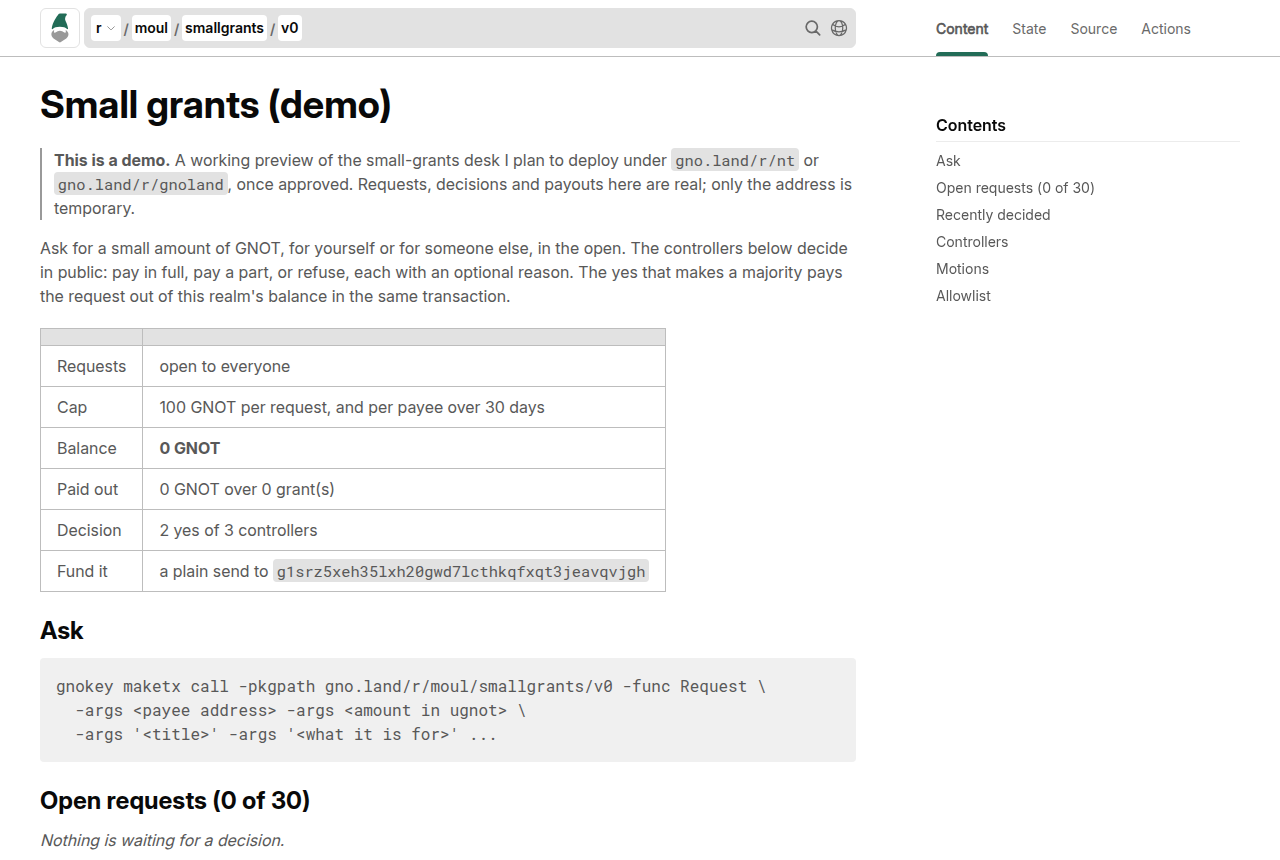 r / moul / smallgrants / v0
Content State Source Actions
Small grants (demo)
This is a demo. A working preview of the small-grants desk I plan to deploy under gno.land/r/nt or
gno.land/r/gnoland, once approved. Requests, decisions and payouts here are real; only the address is
temporary.
Ask for a small amount of GNOT, for yourself or for someone else, in the open. The controllers below decide
in public: pay in full, pay a part, or refuse, each with an optional reason. The yes that makes a majority pays
the request out of this realm's balance in the same transaction.
Requests open to everyone
Cap 100 GNOT per request, and per payee over 30 days
Balance 0 GNOT
Paid out 0 GNOT over 0 grant(s)
Decision 2 yes of 3 controllers
Fund it a plain send to g1srz5xeh35lxh20gwd7lcthkqfxqt3jeavqvjgh
Ask
gnokey maketx call -pkgpath gno.land/r/moul/smallgrants/v0 -func Request \
-args <payee address> -args <amount in ugnot> \
-args '<title>' -args '<what it is for>' ...
Open requests (0 of 30)
Nothing is waiting for a decision.
Contents
Ask
Open requests (0 of 30)
Recently decided
Controllers
Motions
Allowlist